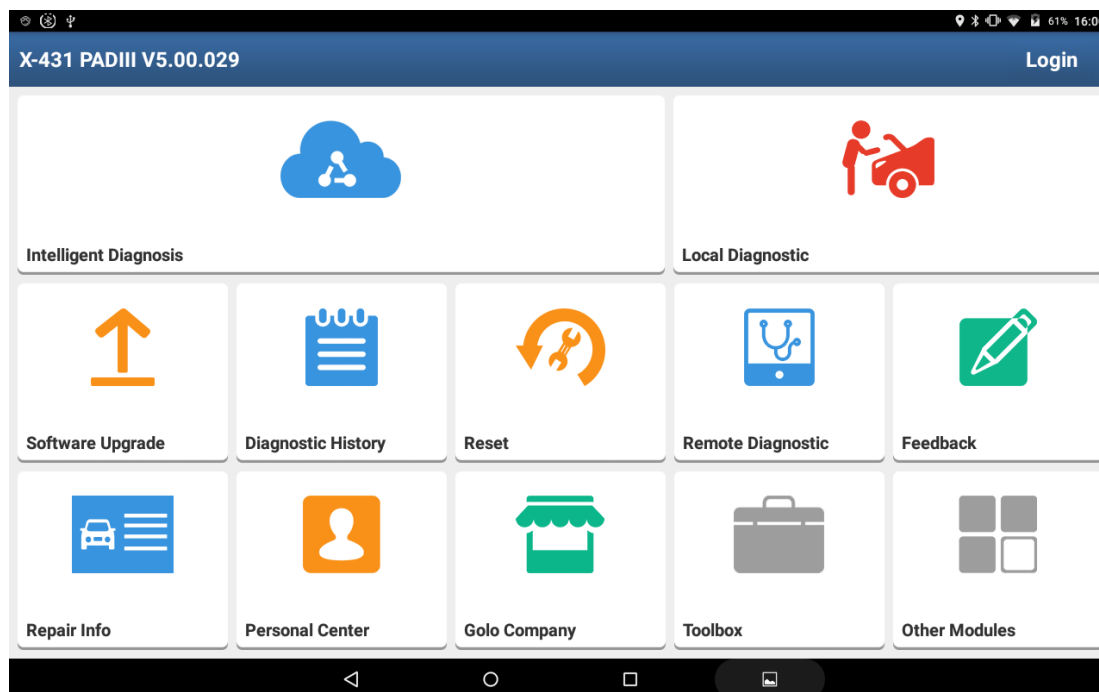 61% 16:0
X-431 PADIII V5.00.029
Login
Intelligent Diagnosis
Local Diagnostic
Software Upgrade
Diagnostic History
Reset
Remote Diagnostic
Feedback
Repair Info
Personal Center
Golo Company
Toolbox
Other Modules